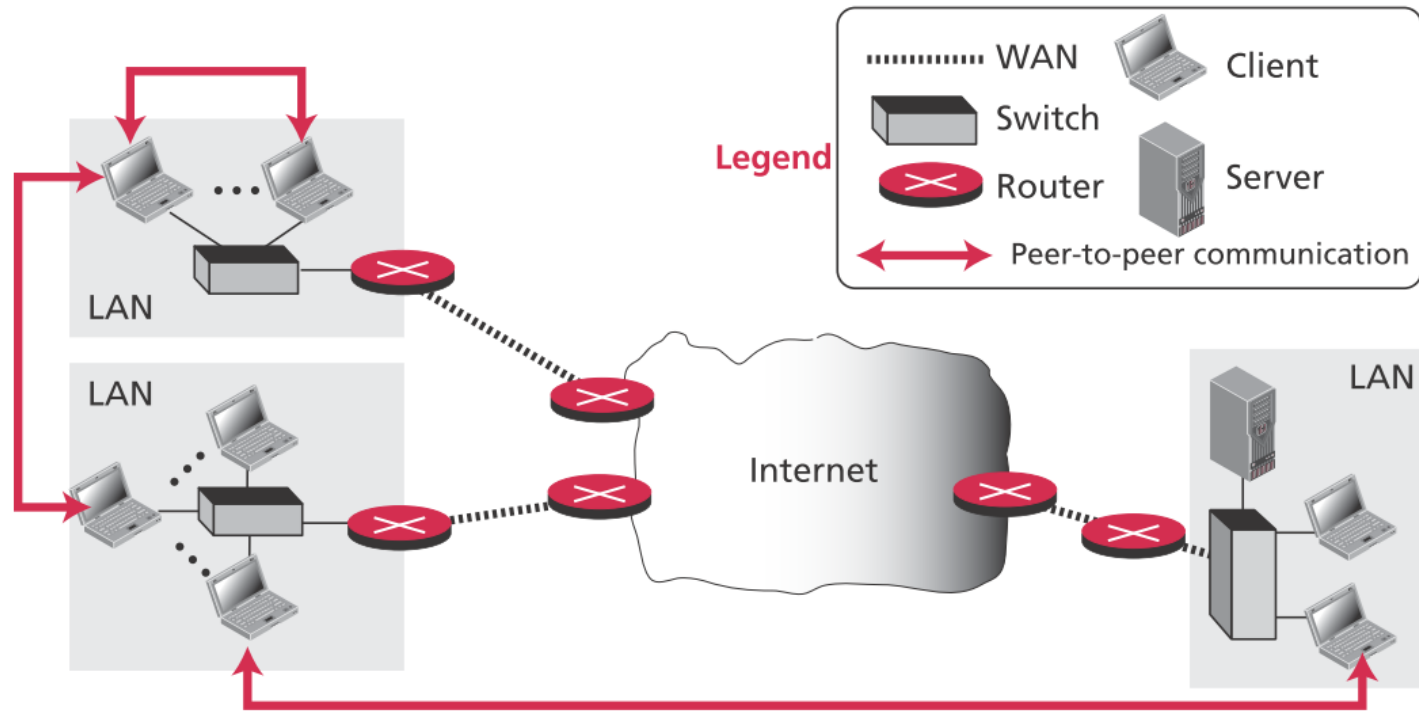 WAN
Client
Switch
Legend
Router
Server
Peer-to-peer communication
LAN
LAN
LAN
Internet